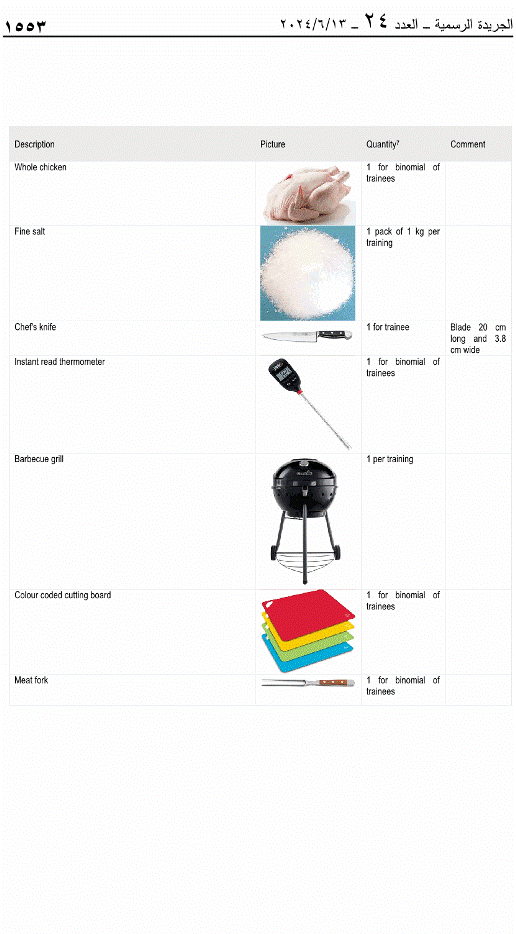 ١٥٥٣ الجريدة الرسمية – العدد ٢٤ – ٢٠٢٤/٦/١٣
Description Picture Quantity⁷ Comment
Whole chicken 1 for binomial of
trainees
Fine salt 1 pack of 1 kg per
training
Chef's knife 1 for trainee Blade 20 cm
long and 3.8
cm wide
Instant read thermometer 1 for binomial of
trainees
Barbecue grill 1 per training
Colour coded cutting board 1 for binomial of
trainees
Meat fork 1 for binomial of
trainees